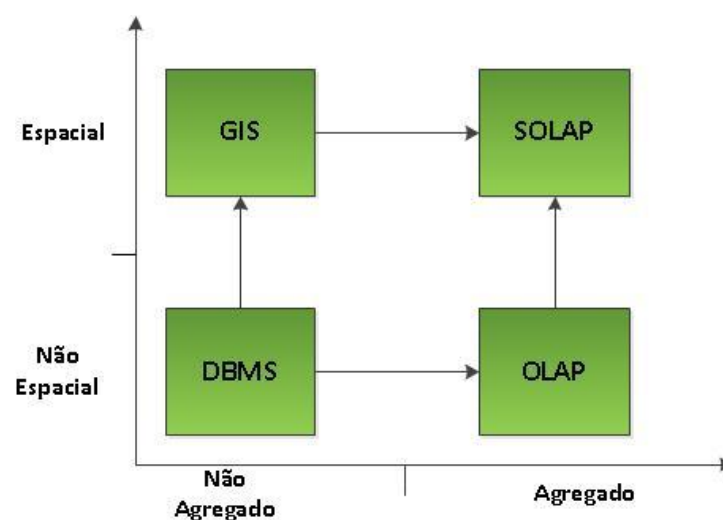 Espacial
GIS
SOLAP
Não
Espacial
DBMS
OLAP
Não
Agregado
Agregado